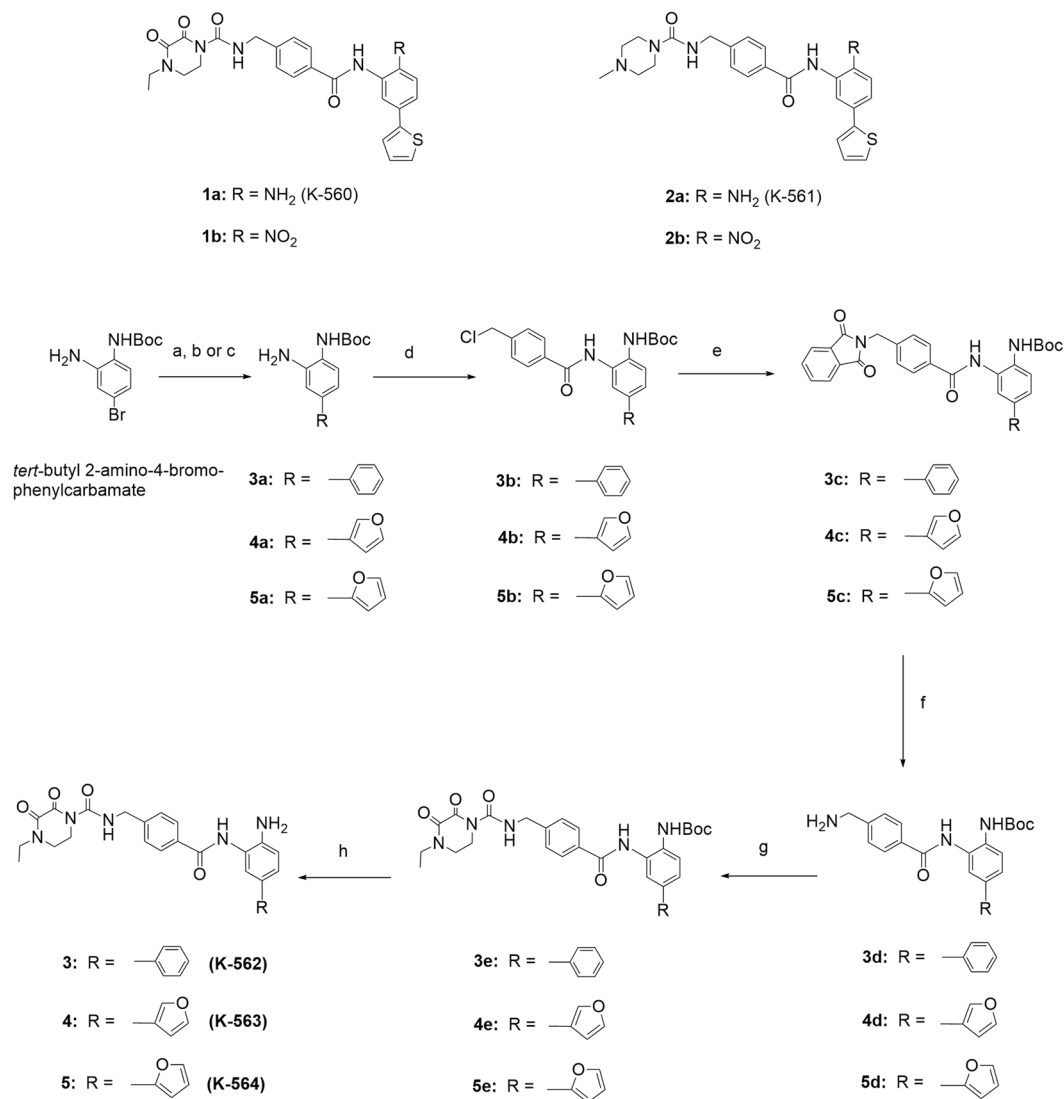 O
O
O
R
O
N
N
H
H
N
N
O
S
1a: R = NH2 (K-560)
1b: R = NO2
O
R
N
N
H
H
N
N
O
S
2a: R = NH2 (K-561)
2b: R = NO2
NHBoc
H2N
Br
tert-butyl 2-amino-4-bromo-
phenylcarbamate
a, b or c
NHBoc
H2N
R
3a: R =
4a: R =
O
5a: R =
O
d
Cl
H
N
NHBoc
O
R
3b: R =
4b: R =
O
5b: R =
O
e
O
N
O
H
N
NHBoc
O
R
3c: R =
4c: R =
O
5c: R =
O
f
O
O
O
N
N
H
H
N
NH2
N
O
R
3: R = (K-562)
4: R = (K-563)
O
5: R = (K-564)
O
h
O
O
O
N
N
H
H
N
NHBoc
N
O
R
3e: R =
4e: R =
O
5e: R =
O
g
H2N
H
N
NHBoc
O
R
3d: R =
4d: R =
O
5d: R =
O